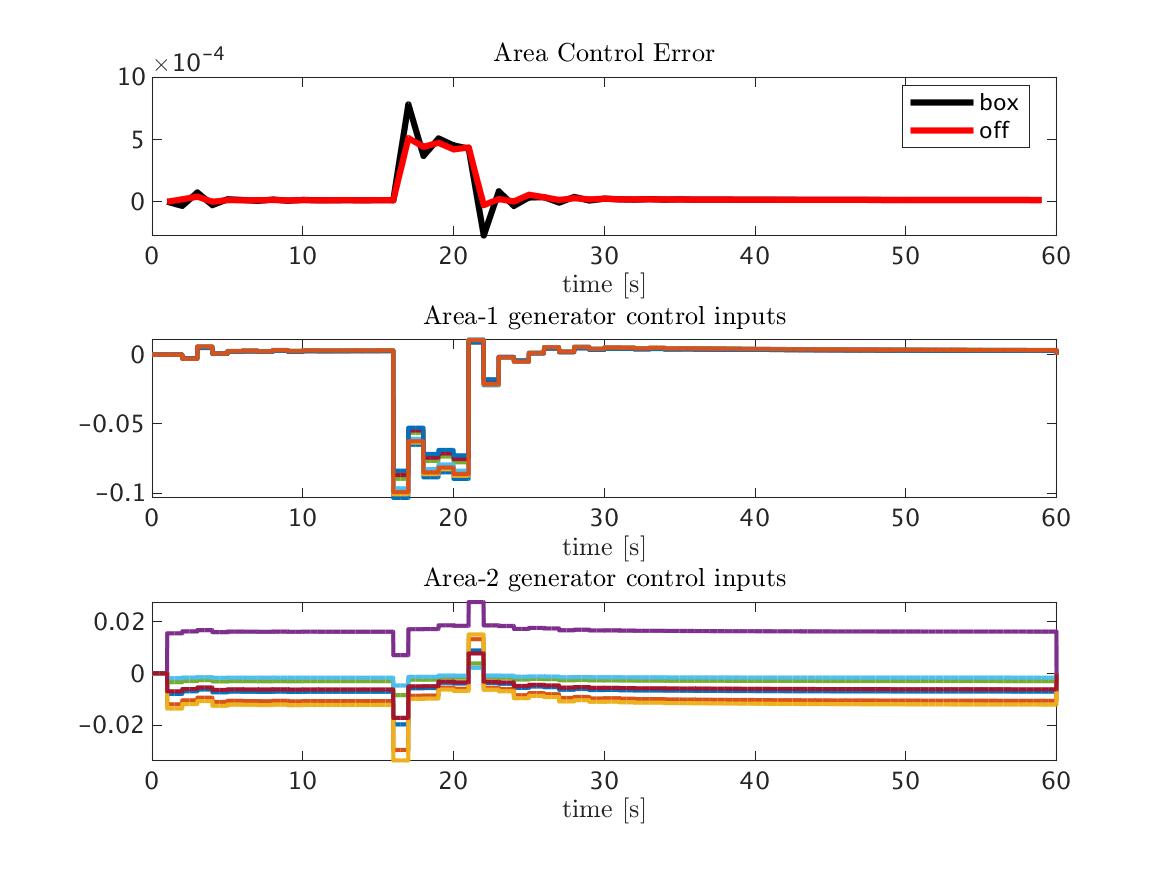 Area Control Error
×10⁻⁴
10
5
0
box
off
0 10 20 30 40 50 60
time [s]
Area-1 generator control inputs
0
−0.05
−0.1
0 10 20 30 40 50 60
time [s]
Area-2 generator control inputs
0.02
0
−0.02
0 10 20 30 40 50 60
time [s]